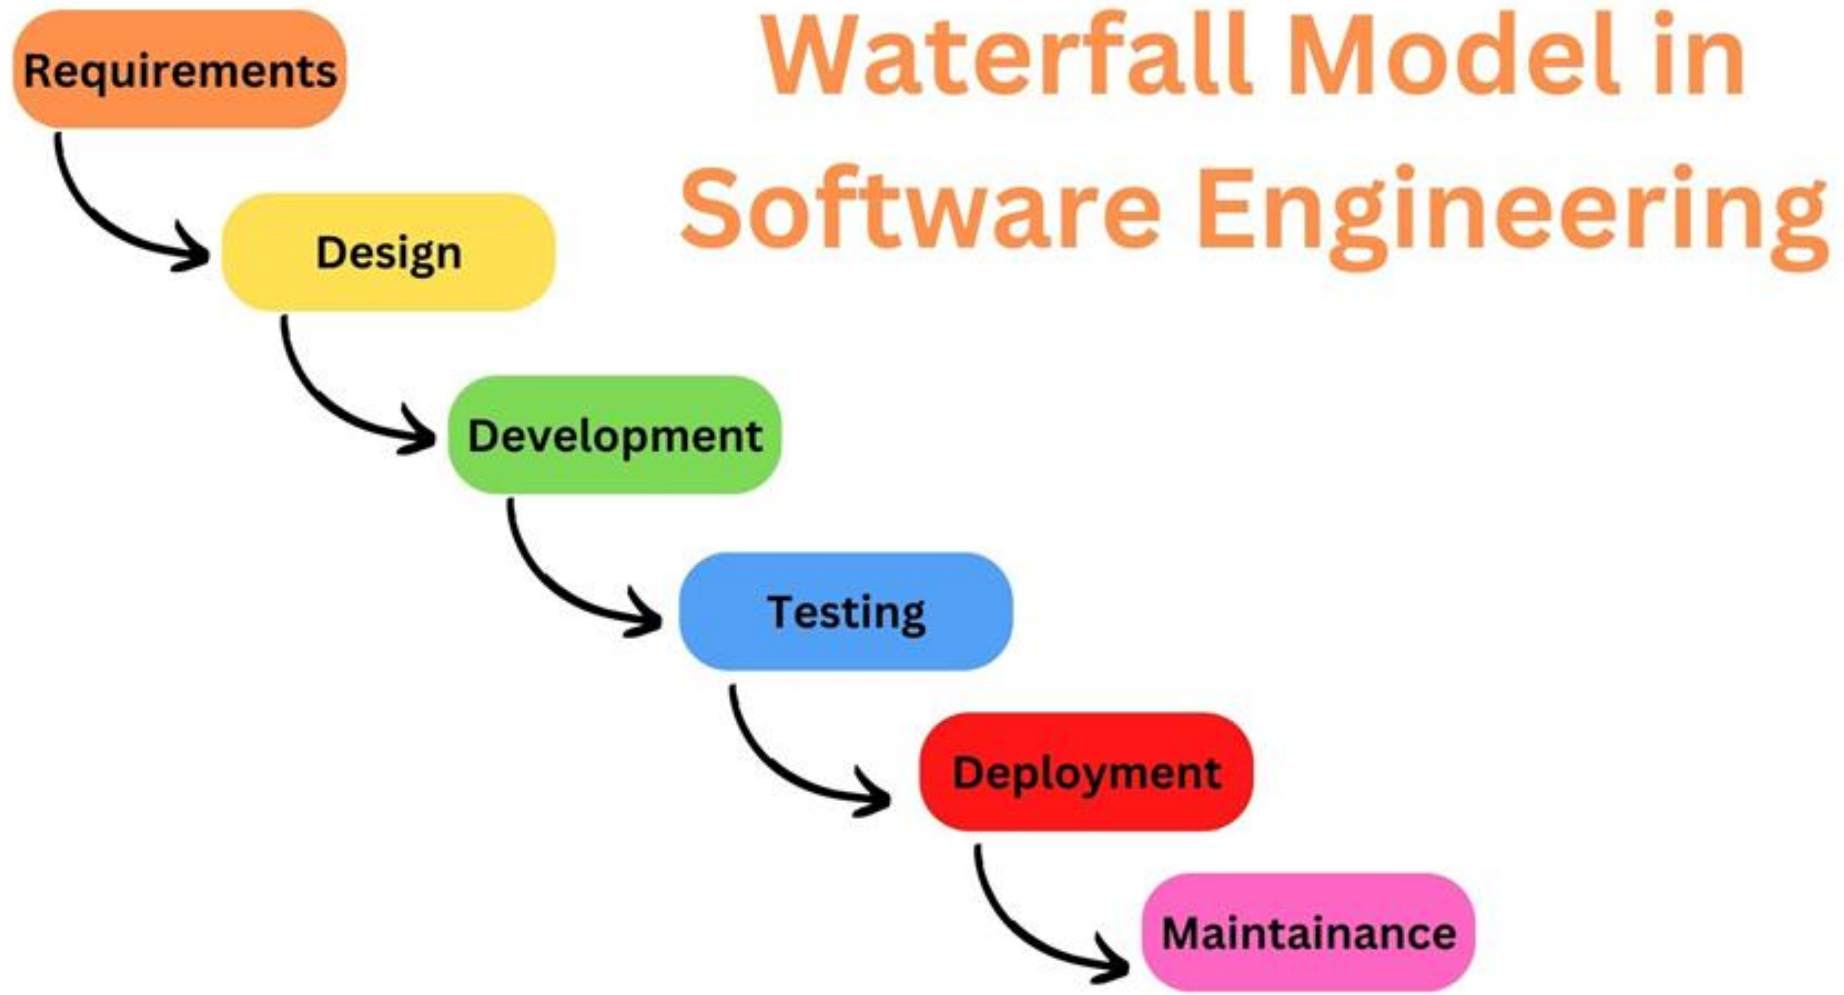 Waterfall Model in
Software Engineering
Requirements
Design
Development
Testing
Deployment
Maintainance